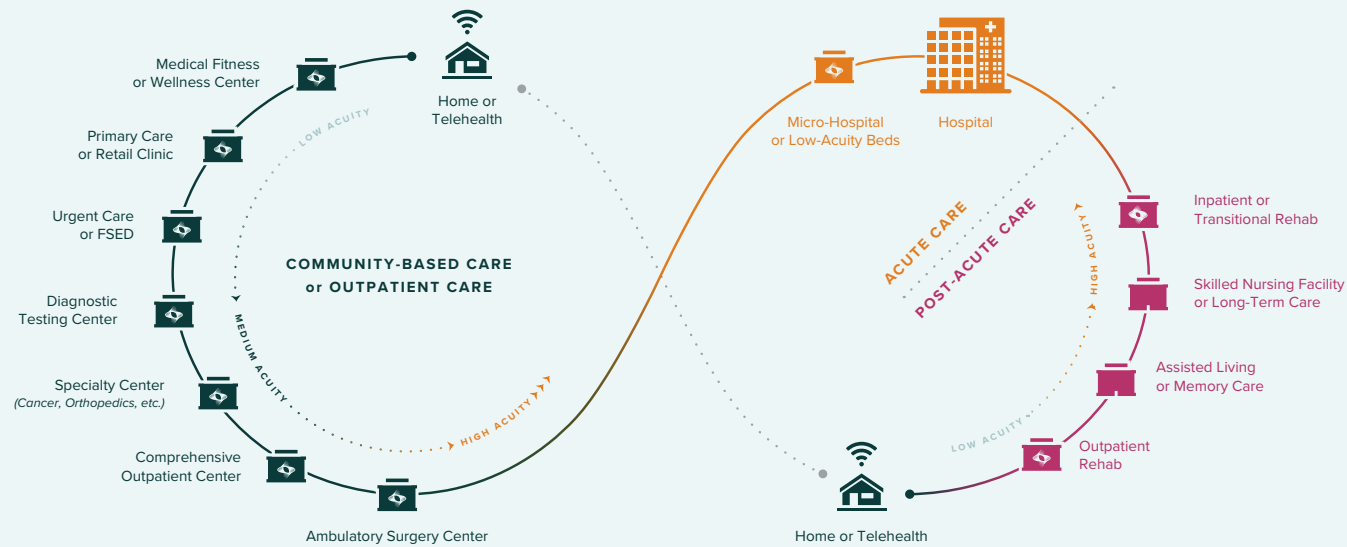 Medical Fitness
or Wellness Center
Home or
Telehealth
LOW ACUITY
Primary Care
or Retail Clinic
Urgent Care
or FSED
COMMUNITY-BASED CARE
or OUTPATIENT CARE
Diagnostic
Testing Center
MEDIUM ACUITY
Specialty Center
(Cancer, Orthopedics, etc.)
HIGH ACUITY
Comprehensive
Outpatient Center
Ambulatory Surgery Center
Micro-Hospital
or Low-Acuity Beds
Hospital
ACUTE CARE
POST-ACUTE CARE
Inpatient or
Transitional Rehab
HIGH ACUITY
Skilled Nursing Facility
or Long-Term Care
Assisted Living
or Memory Care
LOW ACUITY
Outpatient
Rehab
Home or Telehealth